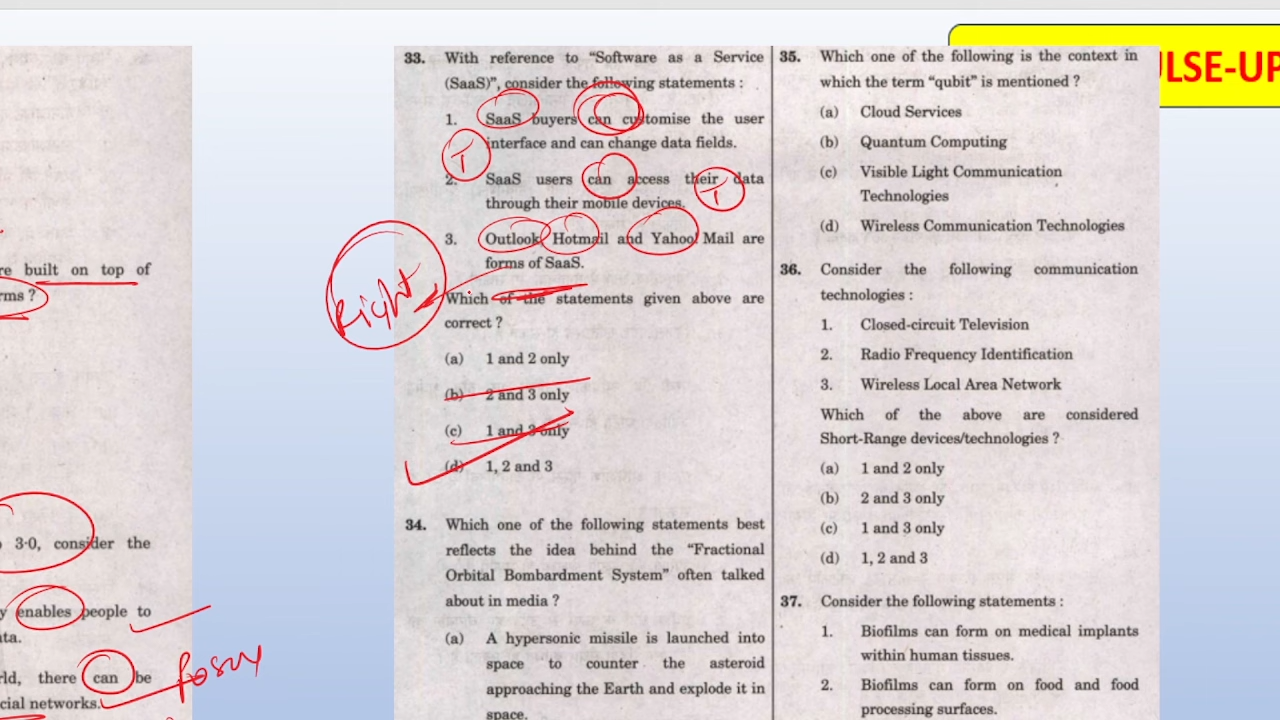 re built on top of
rms ?
3·0, consider the
y enables people to
ata.
rld, there can be
cial networks.
33. With reference to “Software as a Service
(SaaS)”, consider the following statements :
1. SaaS buyers can customise the user
interface and can change data fields.
T
2. SaaS users can access their data
through their mobile devices.
T
3. Outlook, Hotmail and Yahoo! Mail are
forms of SaaS.
Right
Which of the statements given above are
correct ?
(a) 1 and 2 only
(b) 2 and 3 only
(c) 1 and 3 only
(d) 1, 2 and 3
34. Which one of the following statements best
reflects the idea behind the “Fractional
Orbital Bombardment System” often talked
about in media ?
(a) A hypersonic missile is launched into
space to counter the asteroid
approaching the Earth and explode it in
space.
35. Which one of the following is the context in
which the term “qubit” is mentioned ?
(a) Cloud Services
(b) Quantum Computing
(c) Visible Light Communication
Technologies
(d) Wireless Communication Technologies
36. Consider the following communication
technologies :
1. Closed-circuit Television
2. Radio Frequency Identification
3. Wireless Local Area Network
Which of the above are considered
Short-Range devices/technologies ?
(a) 1 and 2 only
(b) 2 and 3 only
(c) 1 and 3 only
(d) 1, 2 and 3
37. Consider the following statements :
1. Biofilms can form on medical implants
within human tissues.
2. Biofilms can form on food and food
processing surfaces.
ULSE-UP